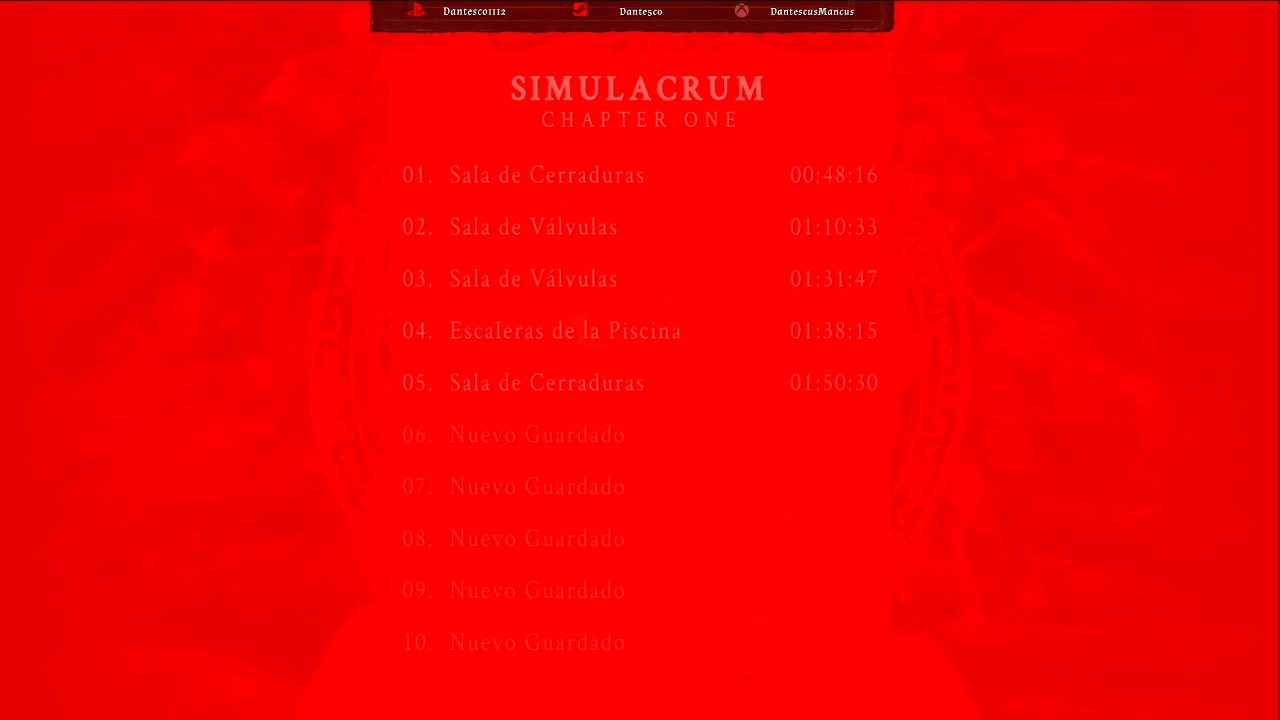 Dantesco1112 Dante5co DantescusMancus
SIMULACRUM
CHAPTER ONE
01. Sala de Cerraduras 00:48:16
02. Sala de Válvulas 01:10:33
03. Sala de Válvulas 01:31:47
04. Escaleras de la Piscina 01:38:15
05. Sala de Cerraduras 01:50:30
06. Nuevo Guardado
07. Nuevo Guardado
08. Nuevo Guardado
09. Nuevo Guardado
10. Nuevo Guardado